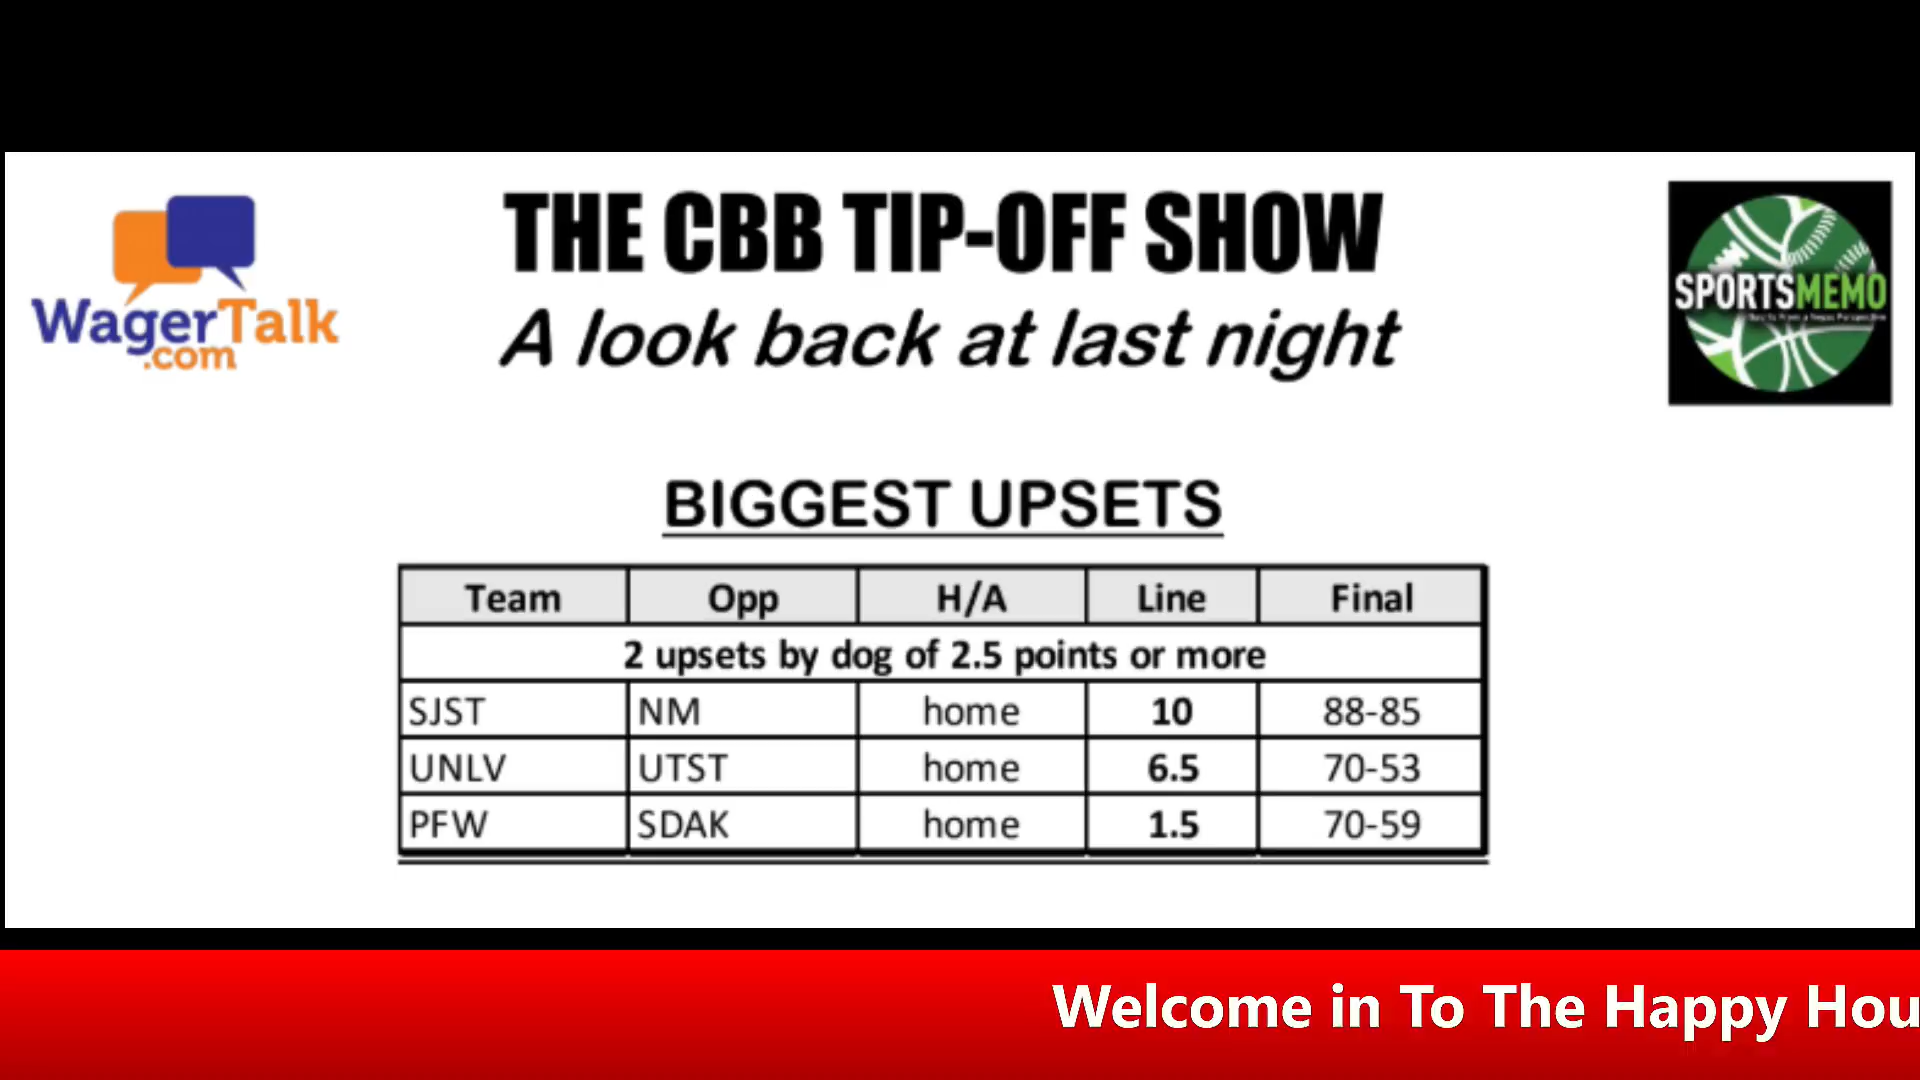 WagerTalk
.com
THE CBB TIP-OFF SHOW
A look back at last night
SPORTSMEMO
BIGGEST UPSETS
Team Opp H/A Line Final
2 upsets by dog of 2.5 points or more
SJST NM home 10 88-85
UNLV UTST home 6.5 70-53
PFW SDAK home 1.5 70-59
Welcome in To The Happy Hou